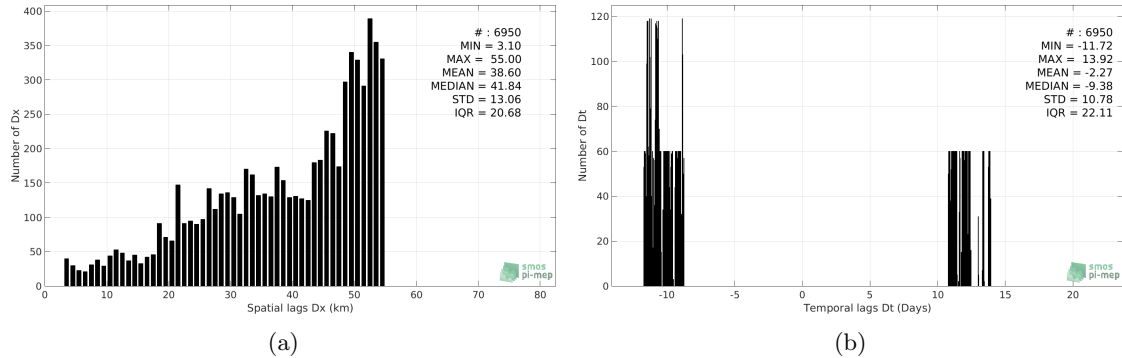 400
350
300
250
200
150
100
50
0
Number of Dx
# : 6950
MIN = 3.10
MAX = 55.00
MEAN = 38.60
MEDIAN = 41.84
STD = 13.06
IQR = 20.68
smos
pi-mep
0 10 20 30 40 50 60 70 80
Spatial lags Dx (km)
(a)
120
100
80
60
40
20
0
Number of Dt
# : 6950
MIN = -11.72
MAX = 13.92
MEAN = -2.27
MEDIAN = -9.38
STD = 10.78
IQR = 22.11
smos
pi-mep
-10 -5 0 5 10 15 20
Temporal lags Dt (Days)
(b)